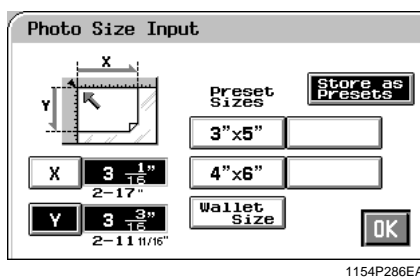 Photo Size Input
X
Y
Preset
Sizes
Store as
Presets
3”x5”
4”x6”
Wallet
Size
X 3 1/16”
2-17"
Y 3 3/16”
2-11 11/16"
OK
1154P286EA